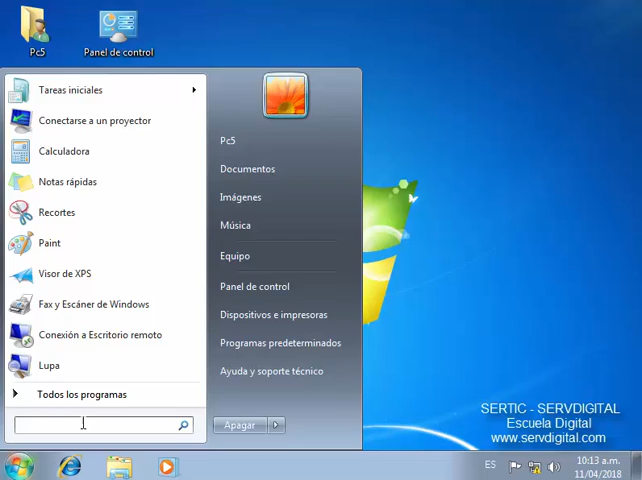 Pc5
Panel de control
Tareas iniciales
Conectarse a un proyector
Calculadora
Notas rápidas
Recortes
Paint
Visor de XPS
Fax y Escáner de Windows
Conexión a Escritorio remoto
Lupa
Todos los programas
Pc5
Documentos
Imágenes
Música
Equipo
Panel de control
Dispositivos e impresoras
Programas predeterminados
Ayuda y soporte técnico
Apagar
SERTIC - SERVDIGITAL
Escuela Digital
www.servdigital.com
ES
10:13 a.m.
11/04/2018